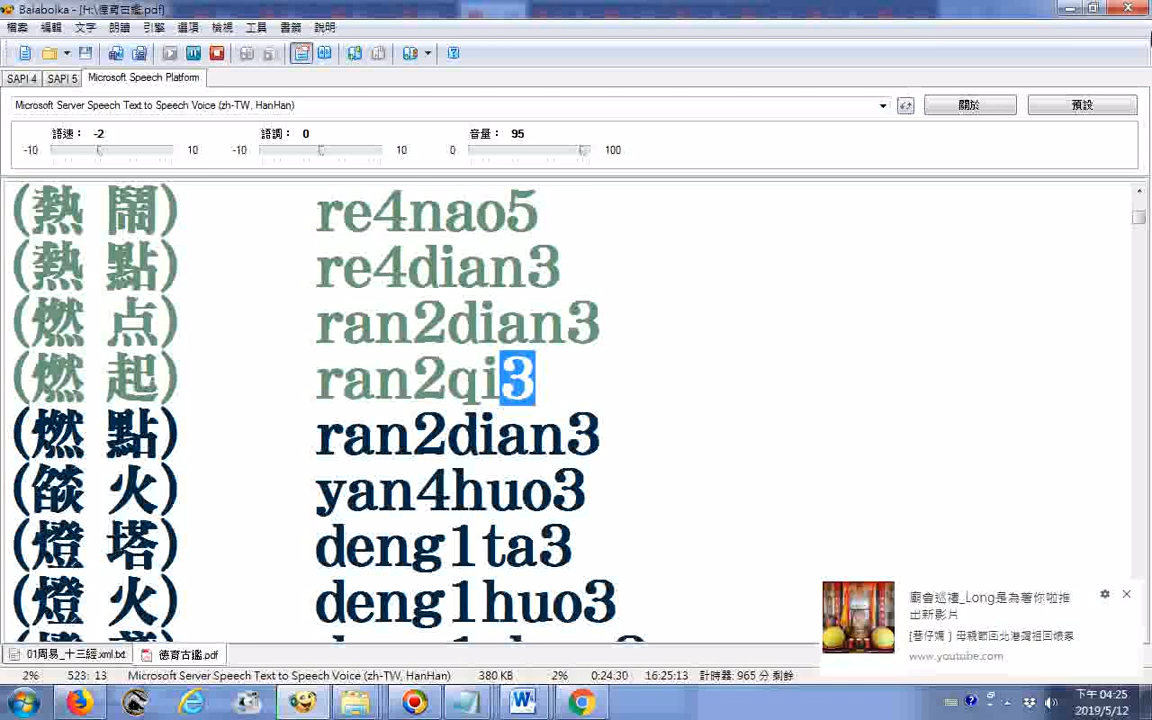 Balabolka - [H:\德育古鑑.pdf]
檔案 編輯 文字 朗讀 引擎 選項 檢視 工具 書籤 說明
SAPI 4 SAPI 5 Microsoft Speech Platform
Microsoft Server Speech Text to Speech Voice (zh-TW, HanHan) 關於 預設
語速： -2 語調： 0 音量： 95
-10 10 -10 10 0 100
(熱 鬧) re4nao5
(熱 點) re4dian3
(燃 点) ran2dian3
(燃 起) ran2qi3
(燃 點) ran2dian3
(燄 火) yan4huo3
(燈 塔) deng1ta3
(燈 火) deng1huo3
廟會巡禮_Long是為著你啦推
出新影片
母親節回北港
www.youtube.com
01周易_十三經.xml.txt 德育古鑑.pdf
2% 523: 13 Microsoft Server Speech Text to Speech Voice (zh-TW, HanHan) 380 KB 2% 0:24.30 16:25:13 計時器: 965 分 剩餘
下午 04:25
2019/5/12